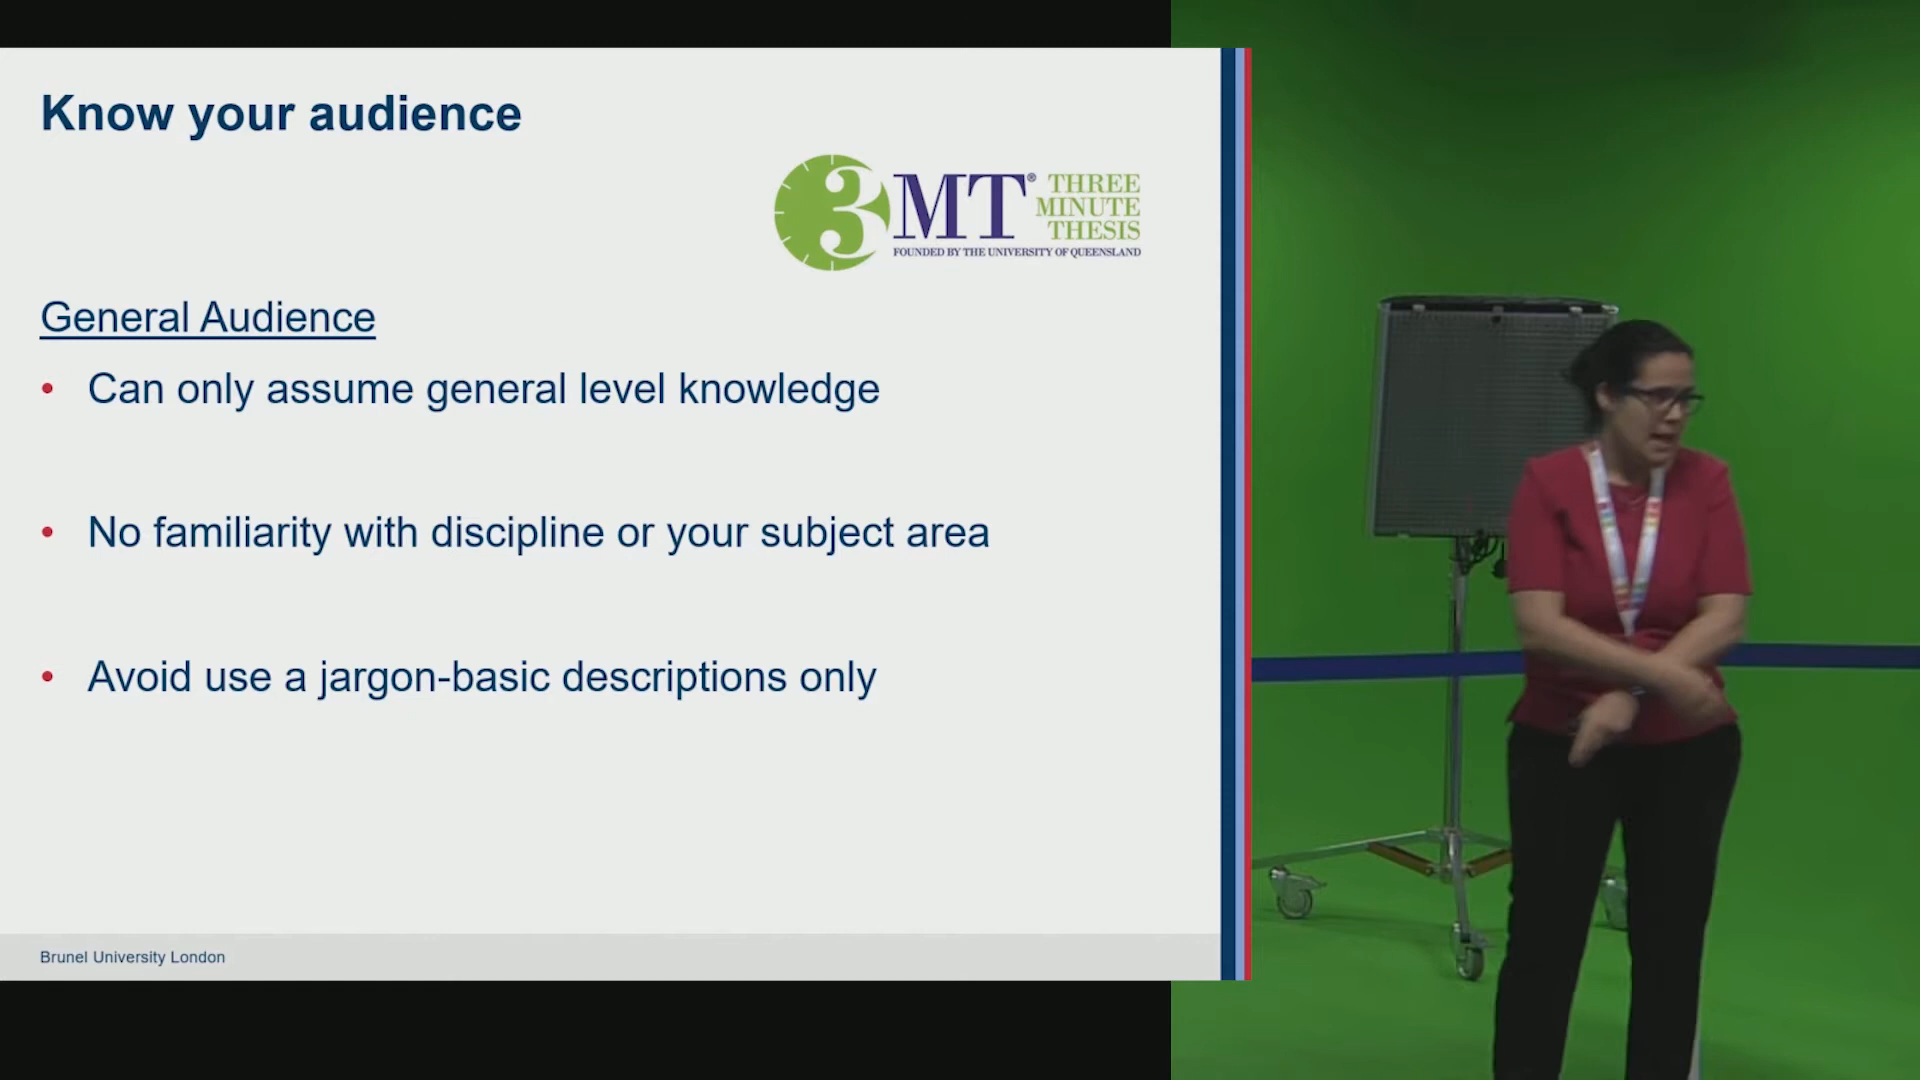 Know your audience
3MT® THREE
MINUTE
THESIS
FOUNDED BY THE UNIVERSITY OF QUEENSLAND
General Audience
• Can only assume general level knowledge
• No familiarity with discipline or your subject area
• Avoid use a jargon-basic descriptions only
Brunel University London